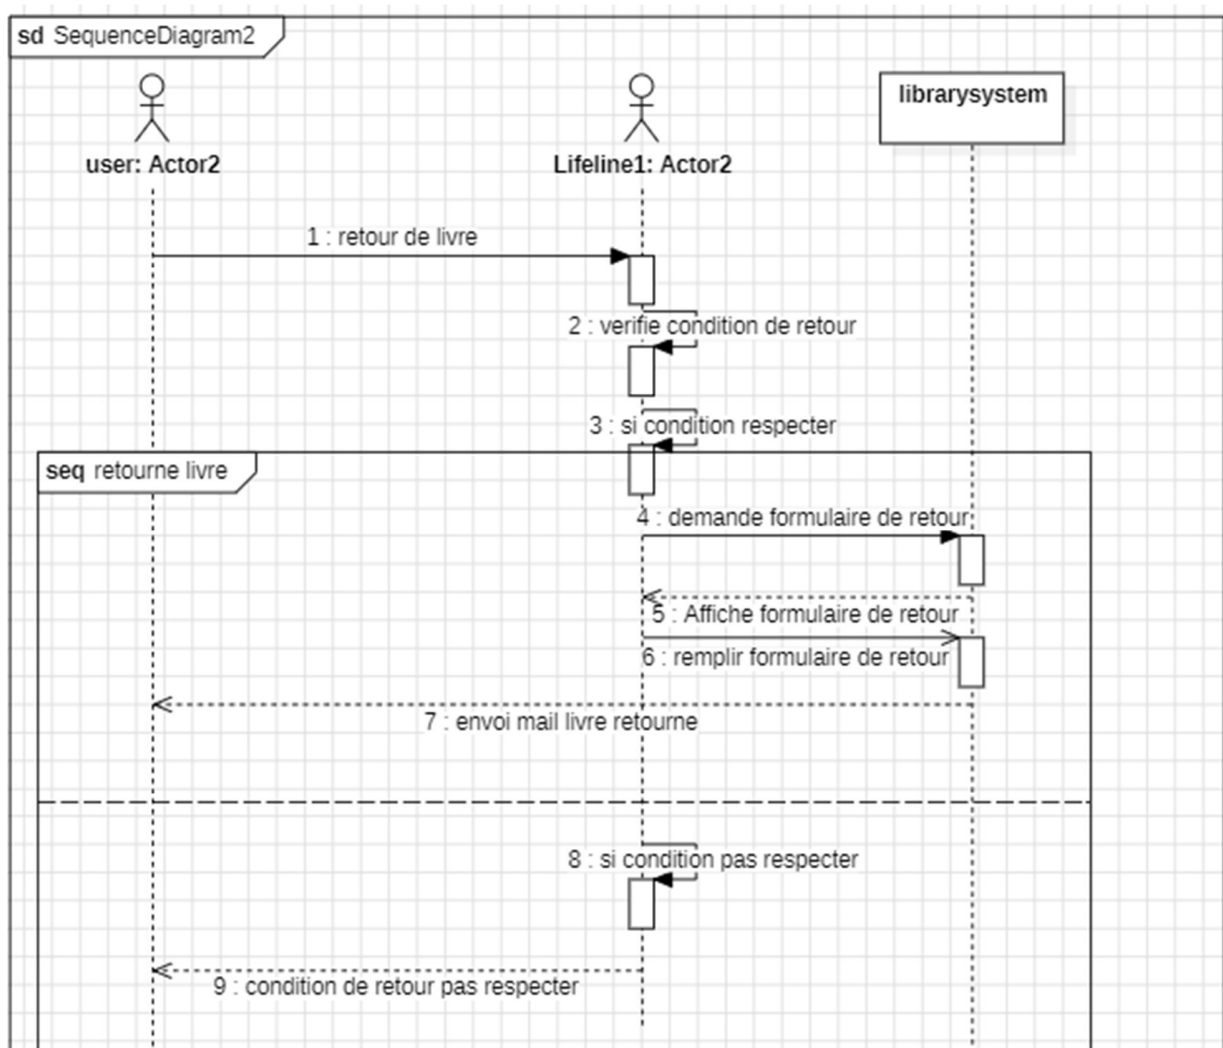 sd SequenceDiagram2
librarysystem
user: Actor2
Lifeline1: Actor2
1 : retour de livre
2 : verifie condition de retour
3 : si condition respecter
seq retourne livre
4 : demande formulaire de retour
5 : Affiche formulaire de retour
6 : remplir formulaire de retour
7 : envoi mail livre retourne
8 : si condition pas respecter
9 : condition de retour pas respecter